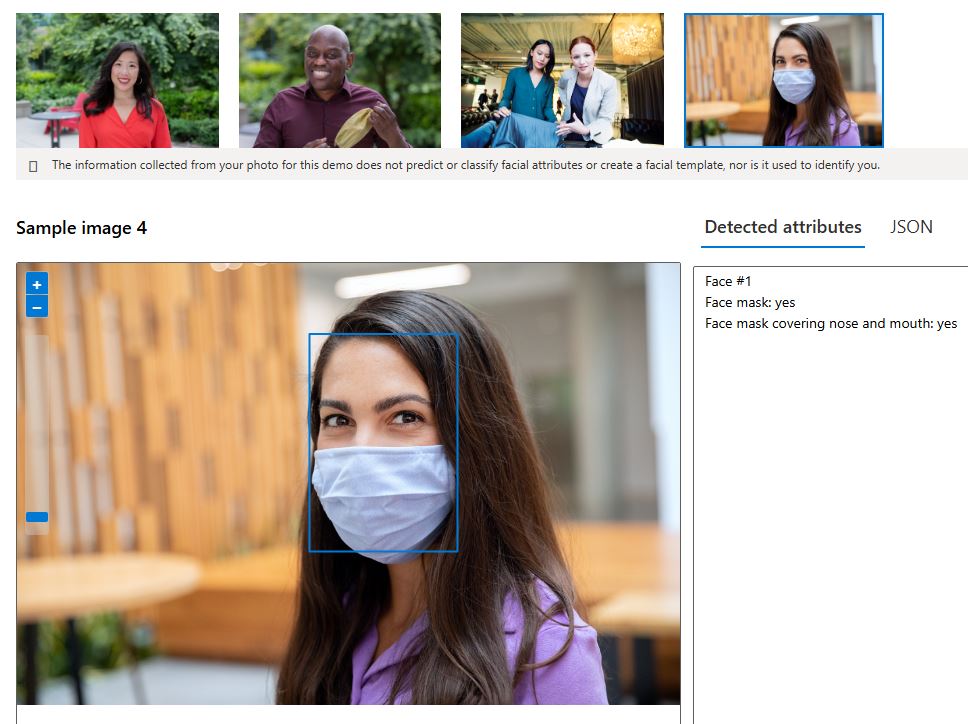 The information collected from your photo for this demo does not predict or classify facial attributes or create a facial template, nor is it used to identify you.
Sample image 4
Detected attributes
JSON
+
−
Face #1
Face mask: yes
Face mask covering nose and mouth: yes